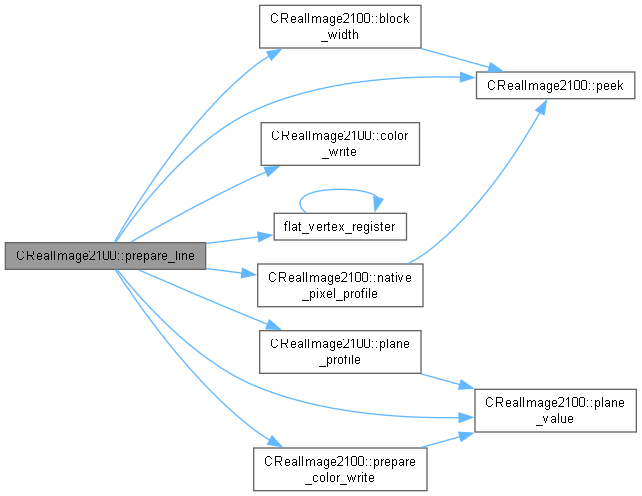 CRealImage2100::block
_width
CRealImage2100::peek
CRealImage2100::color
_write
flat_vertex_register
CRealImage2100::prepare_line
CRealImage2100::native
_pixel_profile
CRealImage2100::plane
_profile
CRealImage2100::plane
_value
CRealImage2100::prepare
_color_write